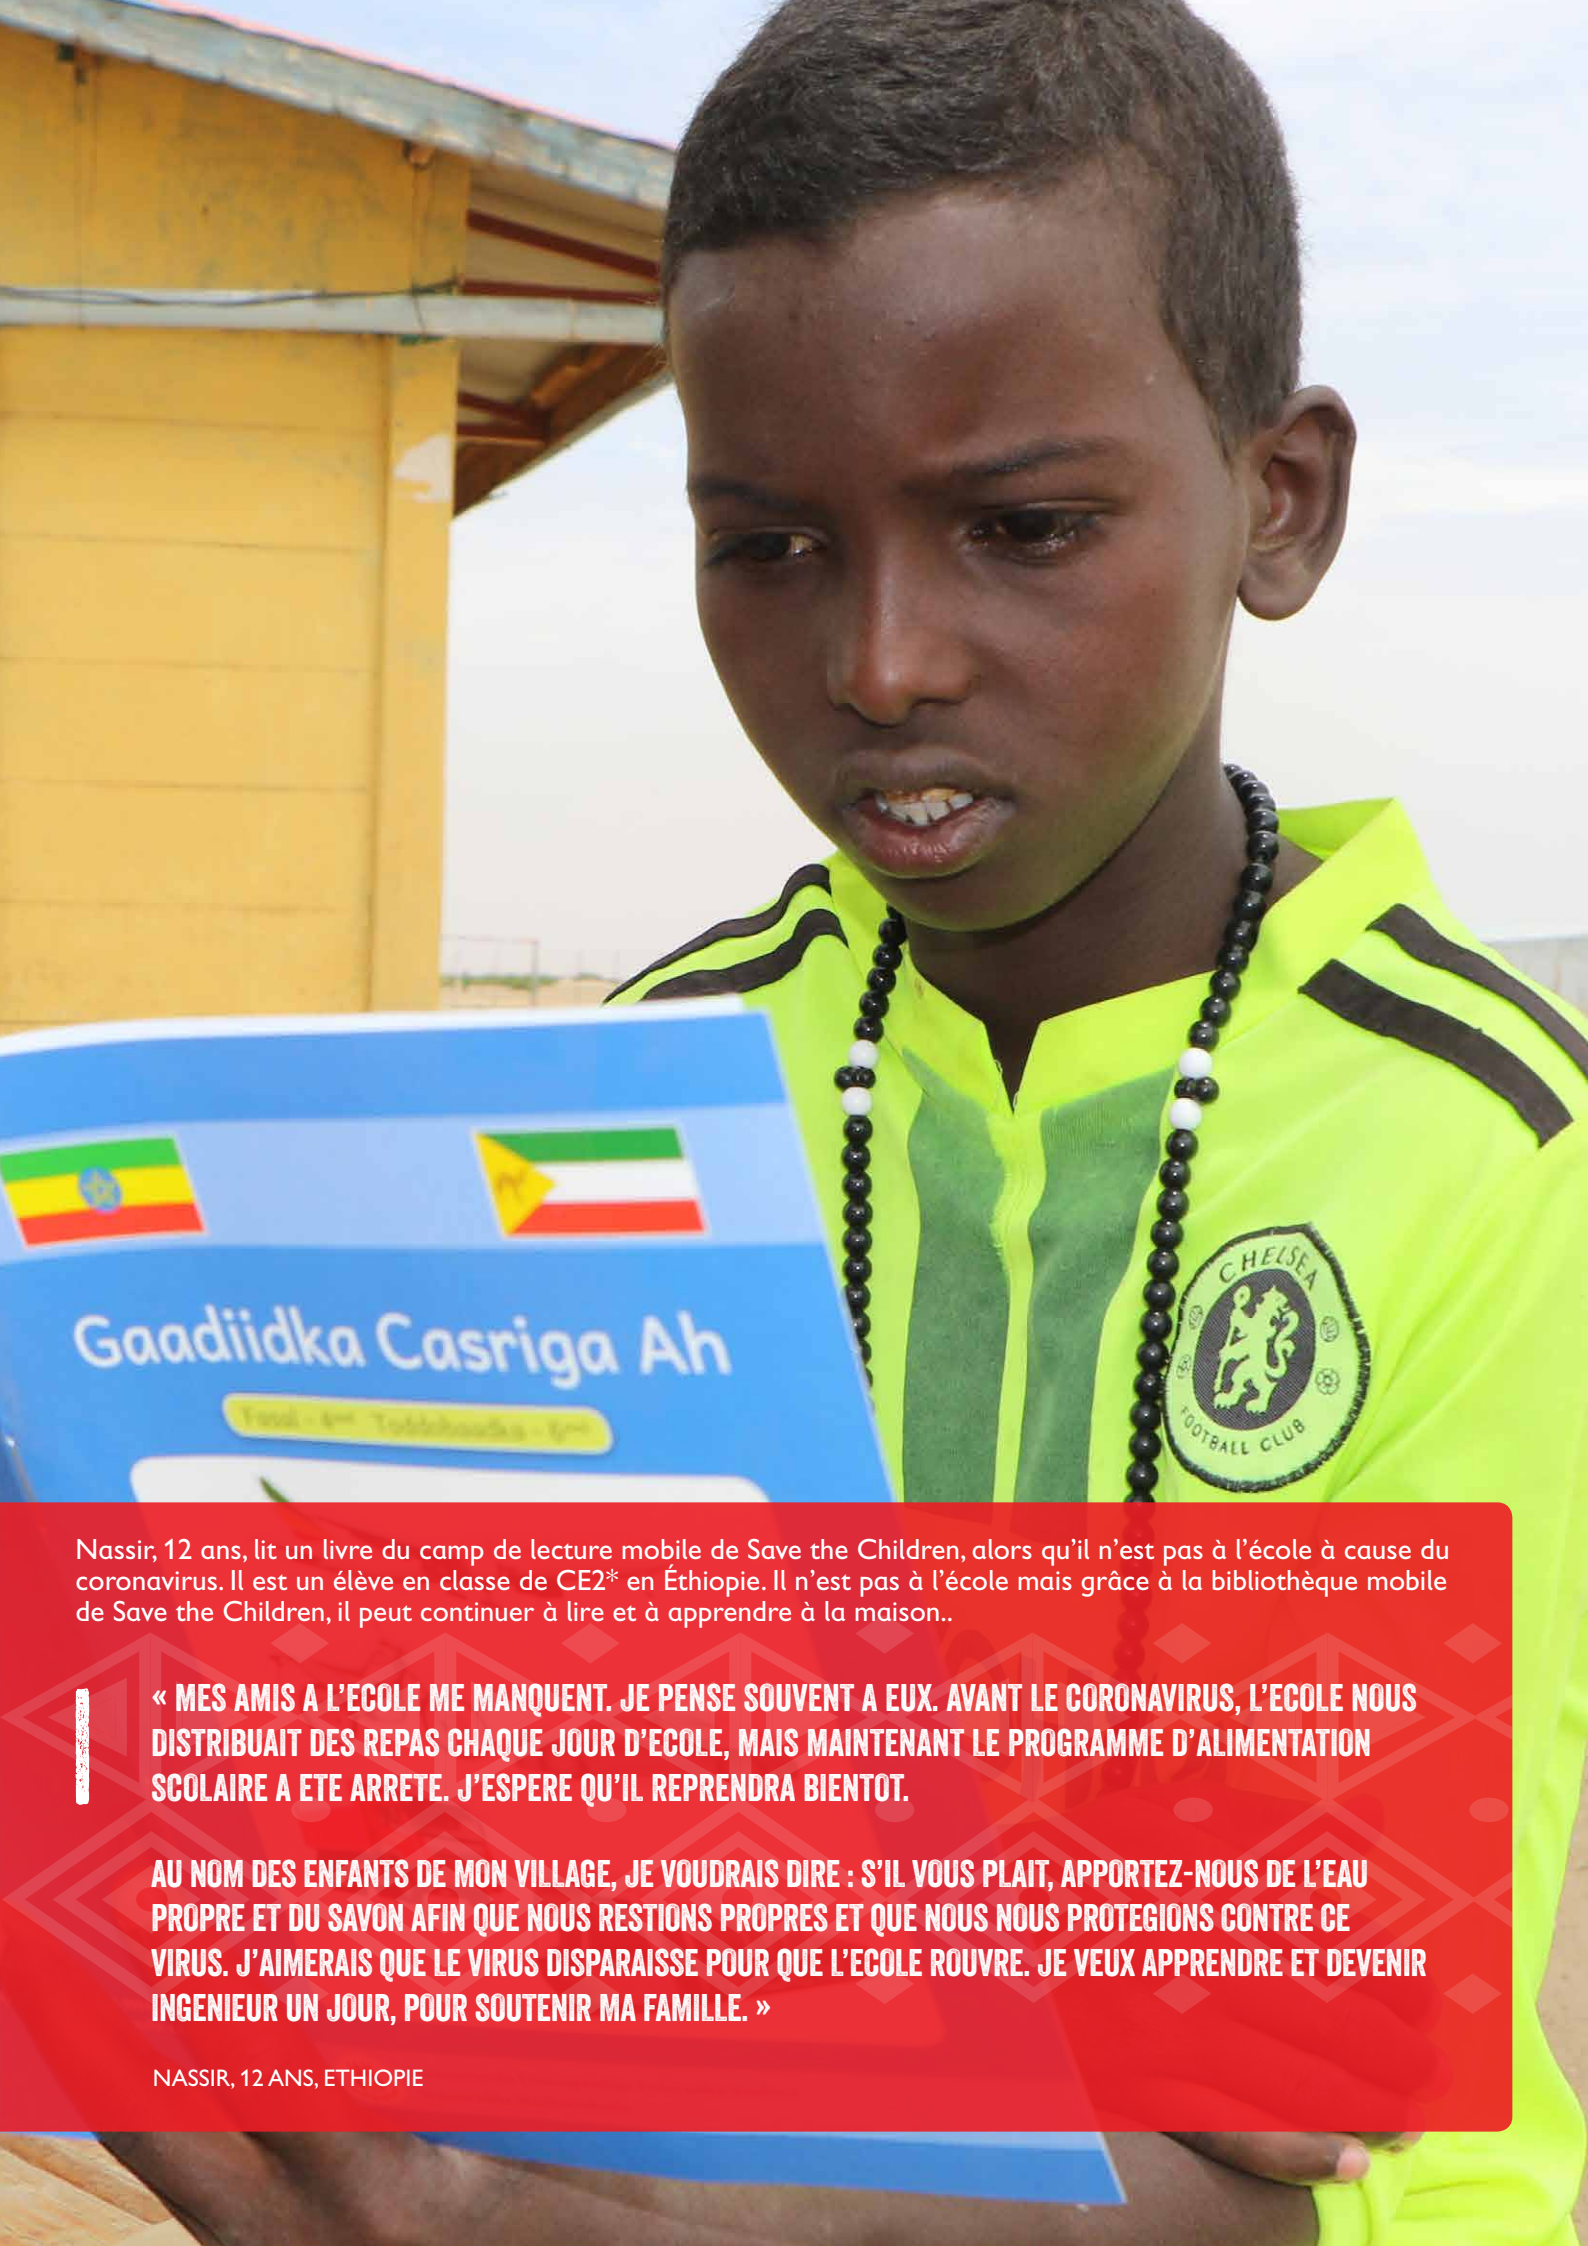 Gaadiidka Casriga Ah
CHELSEA
FOOTBALL CLUB
Nassir, 12 ans, lit un livre du camp de lecture mobile de Save the Children, alors qu’il n’est pas à l’école à cause du
coronavirus. Il est un élève en classe de CE2* en Éthiopie. Il n’est pas à l’école mais grâce à la bibliothèque mobile
de Save the Children, il peut continuer à lire et à apprendre à la maison..
« MES AMIS A L’ECOLE ME MANQUENT. JE PENSE SOUVENT A EUX. AVANT LE CORONAVIRUS, L’ECOLE NOUS
DISTRIBUAIT DES REPAS CHAQUE JOUR D’ECOLE, MAIS MAINTENANT LE PROGRAMME D’ALIMENTATION
SCOLAIRE A ETE ARRETE. J’ESPERE QU’IL REPRENDRA BIENTOT.
AU NOM DES ENFANTS DE MON VILLAGE, JE VOUDRAIS DIRE : S’IL VOUS PLAIT, APPORTEZ-NOUS DE L’EAU
PROPRE ET DU SAVON AFIN QUE NOUS RESTIONS PROPRES ET QUE NOUS NOUS PROTEGIONS CONTRE CE
VIRUS. J’AIMERAIS QUE LE VIRUS DISPARAISSE POUR QUE L’ECOLE ROUVRE. JE VEUX APPRENDRE ET DEVENIR
INGENIEUR UN JOUR, POUR SOUTENIR MA FAMILLE. »
NASSIR, 12 ANS, ETHIOPIE